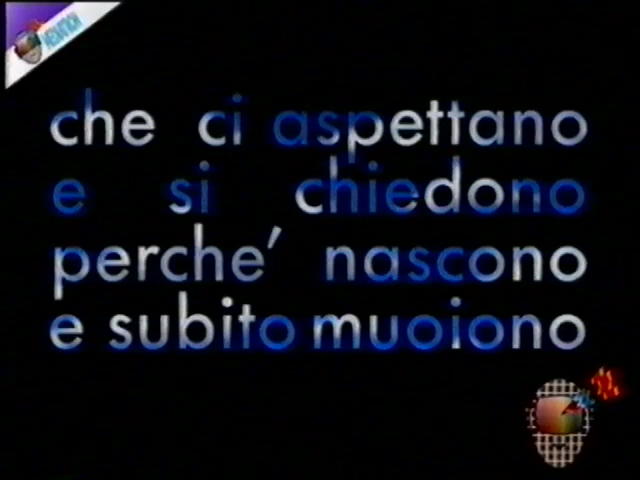 che ci aspettano
e si chiedono
perche' nascono
e subito muoiono